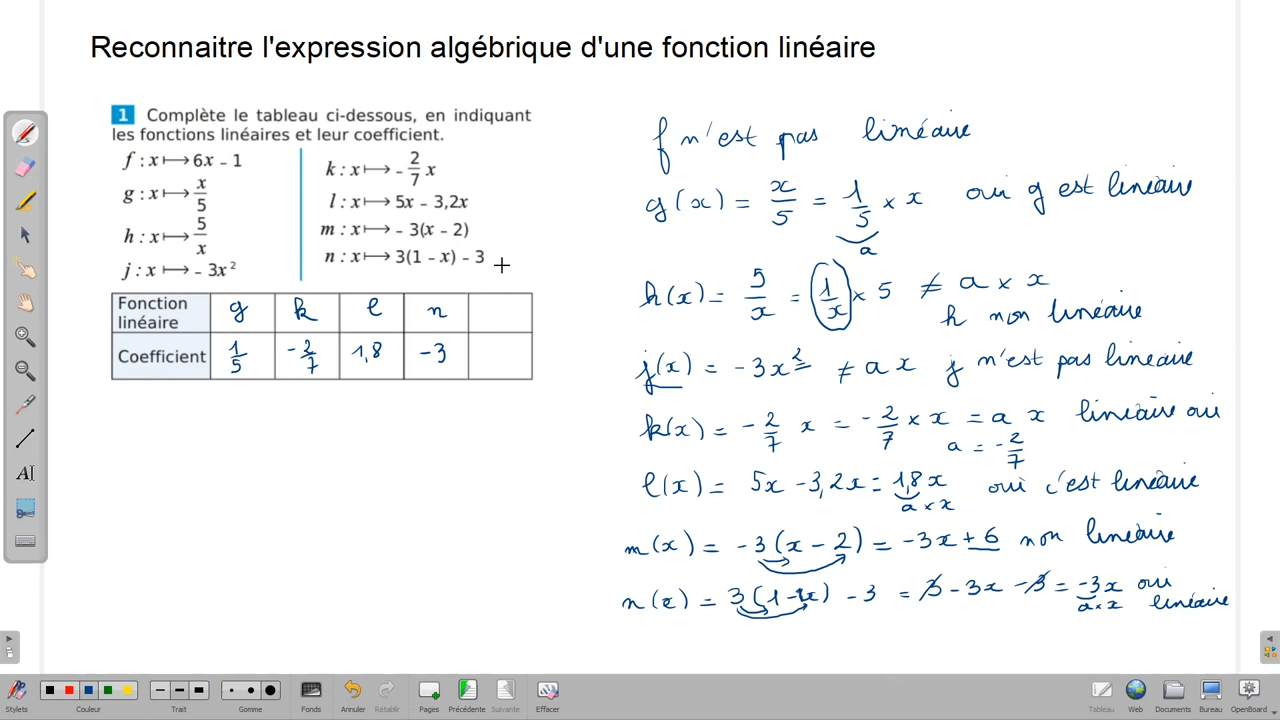 Reconnaitre l'expression algébrique d'une fonction linéaire
1 Complète le tableau ci-dessous, en indiquant
les fonctions linéaires et leur coefficient.
f : x ⟼ 6x - 1
g : x ⟼ x/5
h : x ⟼ 5/x
j : x ⟼ - 3x²
k : x ⟼ - 2/7 x
l : x ⟼ 5x - 3,2x
m : x ⟼ - 3(x - 2)
n : x ⟼ 3(1 - x) - 3
Fonction linéaire g k l n
Coefficient 1/5 -2/7 1,8 -3
f n'est pas linéaire
g(x) = x/5 = 1/5 × x oui g est linéaire
a
h(x) = 5/x = 1/x × 5 ≠ a × x
h non linéaire
j(x) = -3x² ≠ a x j n'est pas linéaire
k(x) = -2/7 x = -2/7 × x = a x linéaire oui
a = -2/7
l(x) = 5x - 3,2x = 1,8x oui c'est linéaire
a × x
m(x) = -3(x - 2) = -3x + 6 non linéaire
n(x) = 3(1-1x) - 3 = 3 - 3x - 3 = -3x oui
a × x linéaire
Stylets
Couleur
Trait
Gomme
Fonds
Annuler
Rétablir
Pages
Précédente
Suivante
Effacer
Tableau
Web
Documents
Bureau
OpenBoard
AI